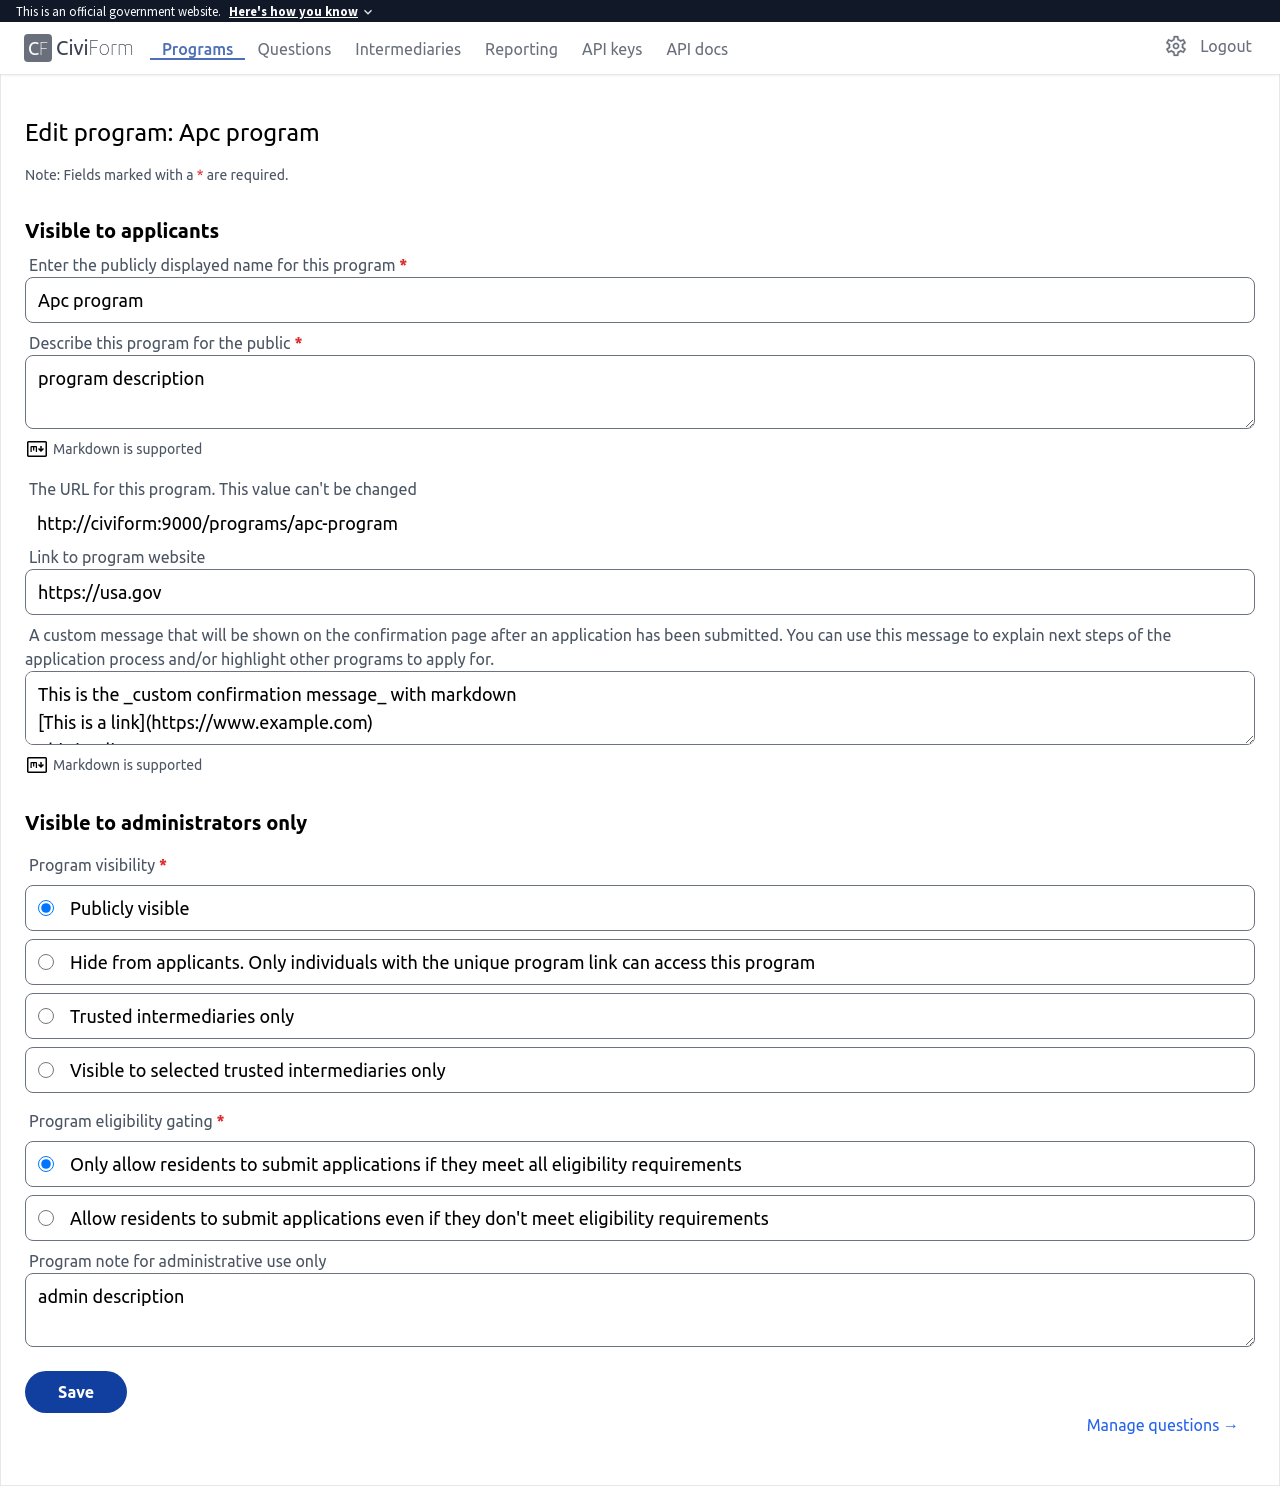 This is an official government website. Here's how you know
CF CiviForm Programs Questions Intermediaries Reporting API keys API docs Logout
Edit program: Apc program
Note: Fields marked with a * are required.
Visible to applicants
Enter the publicly displayed name for this program *
Apc program
Describe this program for the public *
program description
Markdown is supported
The URL for this program. This value can't be changed
http://civiform:9000/programs/apc-program
Link to program website
https://usa.gov
A custom message that will be shown on the confirmation page after an application has been submitted. You can use this message to explain next steps of the
application process and/or highlight other programs to apply for.
This is the _custom confirmation message_ with markdown
[This is a link](https://www.example.com)
Markdown is supported
Visible to administrators only
Program visibility *
Publicly visible
Hide from applicants. Only individuals with the unique program link can access this program
Trusted intermediaries only
Visible to selected trusted intermediaries only
Program eligibility gating *
Only allow residents to submit applications if they meet all eligibility requirements
Allow residents to submit applications even if they don't meet eligibility requirements
Program note for administrative use only
admin description
Save
Manage questions →